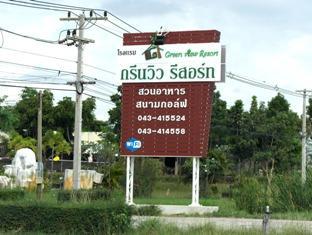 โรงแรม Green View Resort
กรีนวิว รีสอร์ท
สวนอาหาร
สนามกอล์ฟ
043-415524
043-414558
WiFi